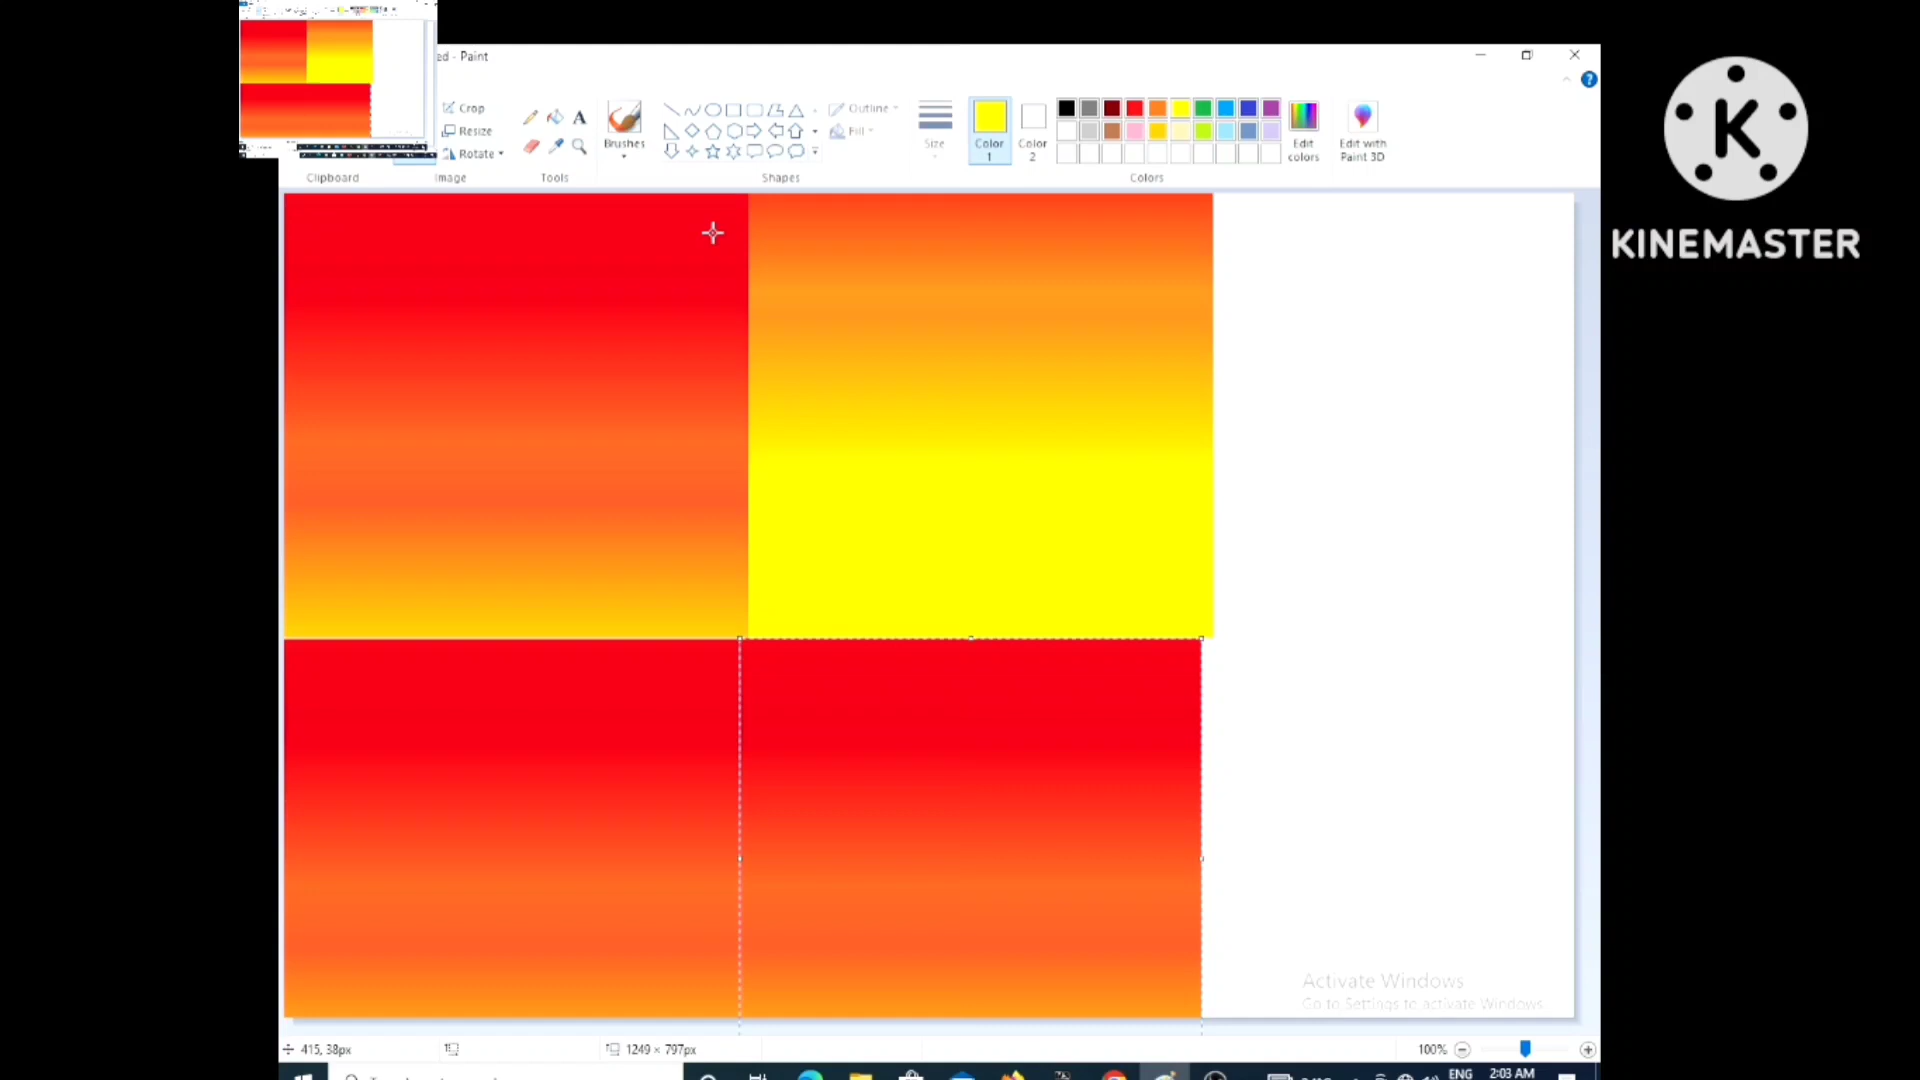 ed - Paint
Crop
Resize
Rotate
Brushes
Outline
Fill
Size
Color 1
Color 2
Edit colors
Edit with Paint 3D
Clipboard
Image
Tools
Shapes
Colors
KINEMASTER
Activate Windows
Go to Settings to activate Windows
415, 38px
1249 × 797px
100%
ENG
2:03 AM